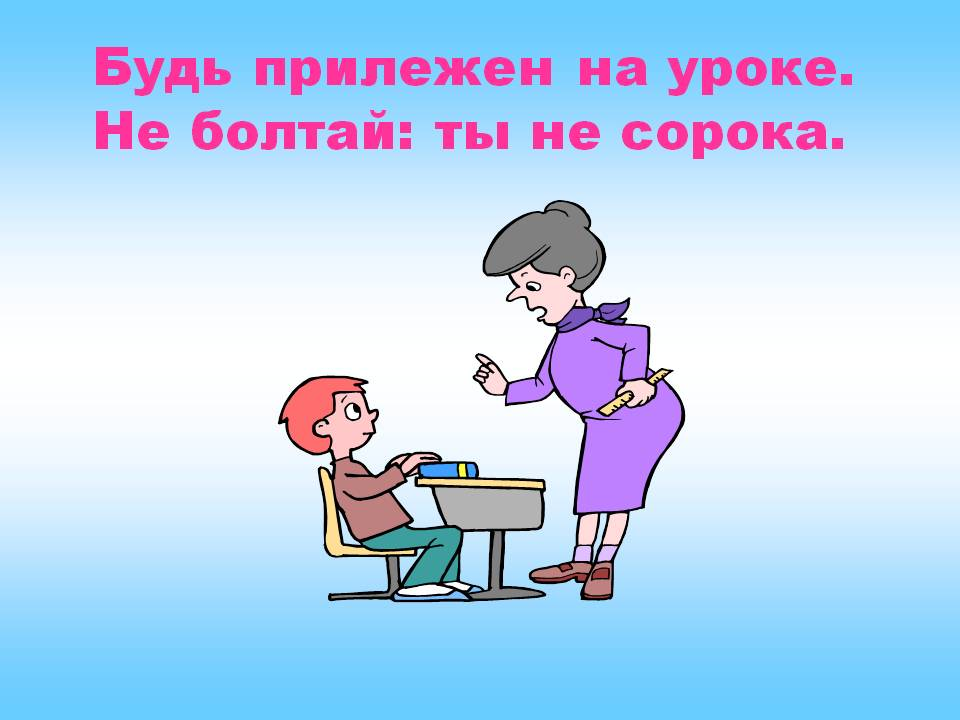 Будь прилежен на уроке.
Не болтай: ты не сорока.